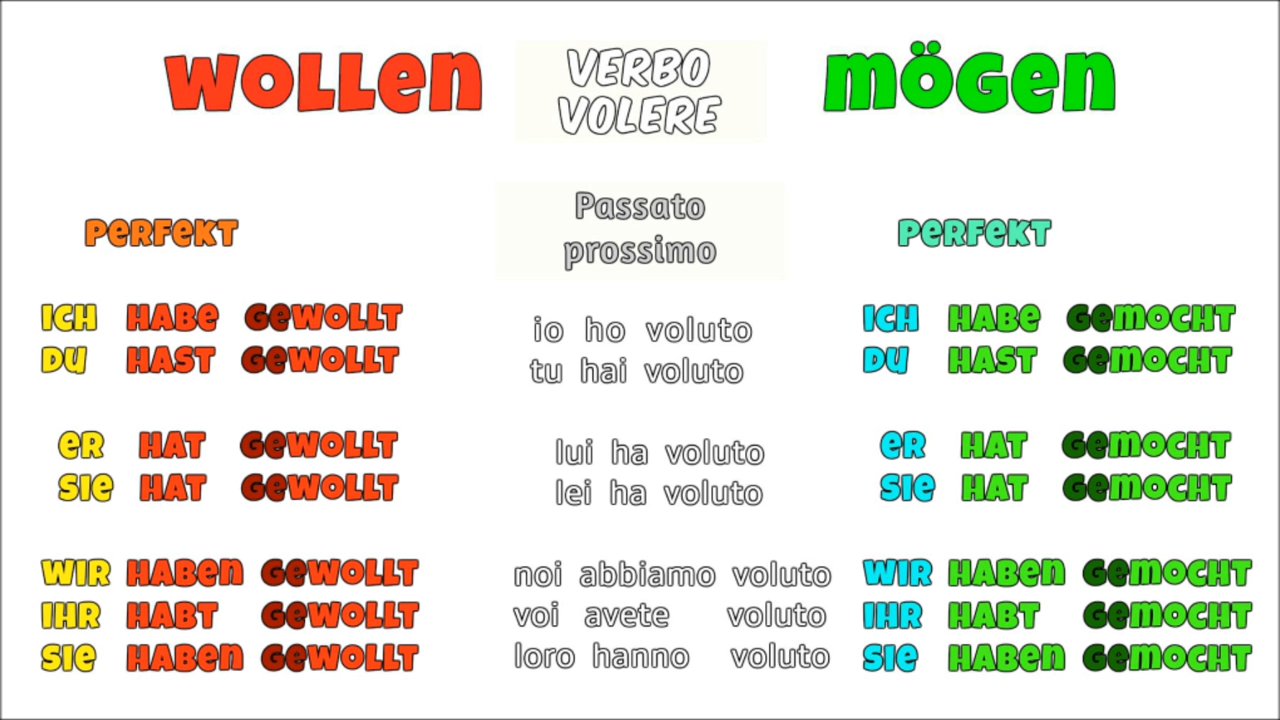 wollen
VERBO
VOLERE
mögen
Perfekt
Passato
prossimo
Perfekt
ich habe gewollt
io ho voluto
ich habe gemocht
du hast gewollt
tu hai voluto
du hast gemocht
er hat gewollt
lui ha voluto
er hat gemocht
sie hat gewollt
lei ha voluto
sie hat gemocht
wir haben gewollt
noi abbiamo voluto
wir haben gemocht
ihr habt gewollt
voi avete voluto
ihr habt gemocht
sie haben gewollt
loro hanno voluto
sie haben gemocht